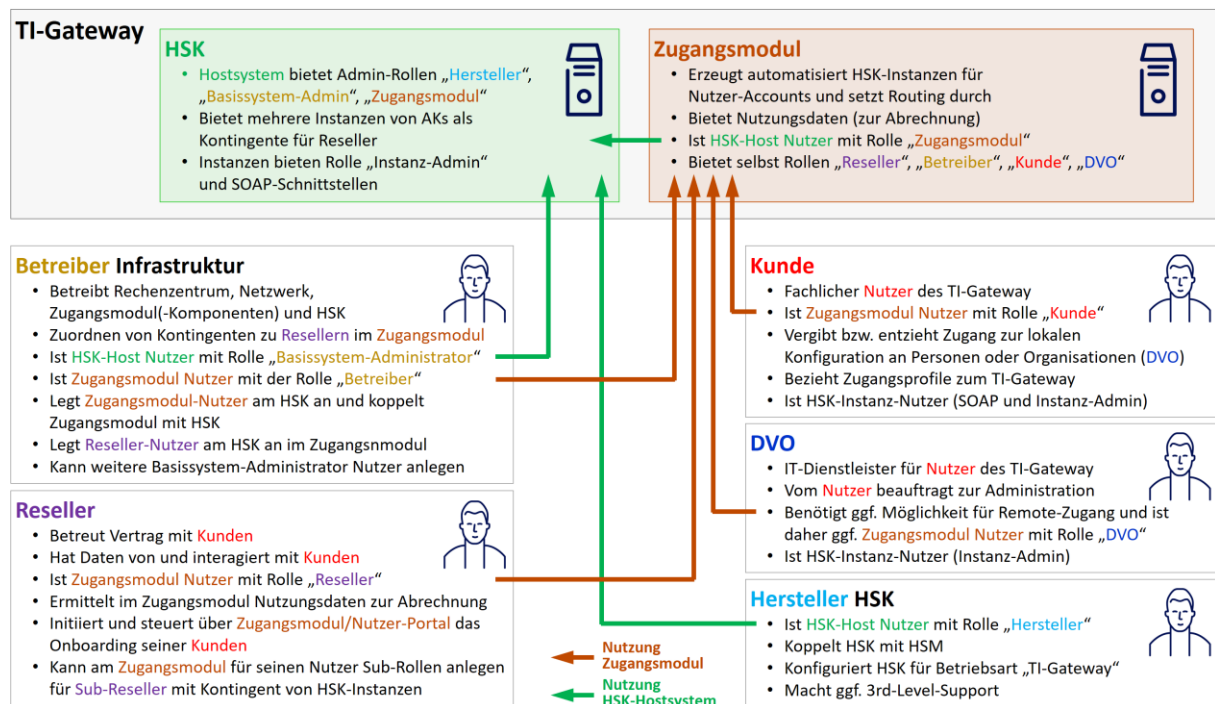 TI-Gateway
HSK
• Hostsystem bietet Admin-Rollen „Hersteller“,
„Basissystem-Admin“, „Zugangsmodul“
• Bietet mehrere Instanzen von AKs als
Kontingente für Reseller
• Instanzen bieten Rolle „Instanz-Admin“
und SOAP-Schnittstellen
Zugangsmodul
• Erzeugt automatisiert HSK-Instanzen für
Nutzer-Accounts und setzt Routing durch
• Bietet Nutzungsdaten (zur Abrechnung)
• Ist HSK-Host Nutzer mit Rolle „Zugangsmodul“
• Bietet selbst Rollen „Reseller“, „Betreiber“, „Kunde“, „DVO“
Betreiber Infrastruktur
• Betreibt Rechenzentrum, Netzwerk,
Zugangsmodul(-Komponenten) und HSK
• Zuordnen von Kontingenten zu Resellern im Zugangsmodul
• Ist HSK-Host Nutzer mit Rolle „Basissystem-Administrator“
• Ist Zugangsmodul Nutzer mit der Rolle „Betreiber“
• Legt Zugangsmodul-Nutzer am HSK an und koppelt
Zugangsmodul mit HSK
• Legt Reseller-Nutzer am HSK an im Zugangsnmodul
• Kann weitere Basissystem-Administrator Nutzer anlegen
Reseller
• Betreut Vertrag mit Kunden
• Hat Daten von und interagiert mit Kunden
• Ist Zugangsmodul Nutzer mit Rolle „Reseller“
• Ermittelt im Zugangsmodul Nutzungsdaten zur Abrechnung
• Initiiert und steuert über Zugangsmodul/Nutzer-Portal das
Onboarding seiner Kunden
• Kann am Zugangsmodul für seinen Nutzer Sub-Rollen anlegen
für Sub-Reseller mit Kontingent von HSK-Instanzen
Nutzung
Zugangsmodul
Nutzung
HSK-Hostsystem
Kunde
• Fachlicher Nutzer des TI-Gateway
• Ist Zugangsmodul Nutzer mit Rolle „Kunde“
• Vergibt bzw. entzieht Zugang zur lokalen
Konfiguration an Personen oder Organisationen (DVO)
• Bezieht Zugangsprofile zum TI-Gateway
• Ist HSK-Instanz-Nutzer (SOAP und Instanz-Admin)
DVO
• IT-Dienstleister für Nutzer des TI-Gateway
• Vom Nutzer beauftragt zur Administration
• Benötigt ggf. Möglichkeit für Remote-Zugang und ist
daher ggf. Zugangsmodul Nutzer mit Rolle „DVO“
• Ist HSK-Instanz-Nutzer (Instanz-Admin)
Hersteller HSK
• Ist HSK-Host Nutzer mit Rolle „Hersteller“
• Koppelt HSK mit HSM
• Konfiguriert HSK für Betriebsart „TI-Gateway“
• Macht ggf. 3rd-Level-Support